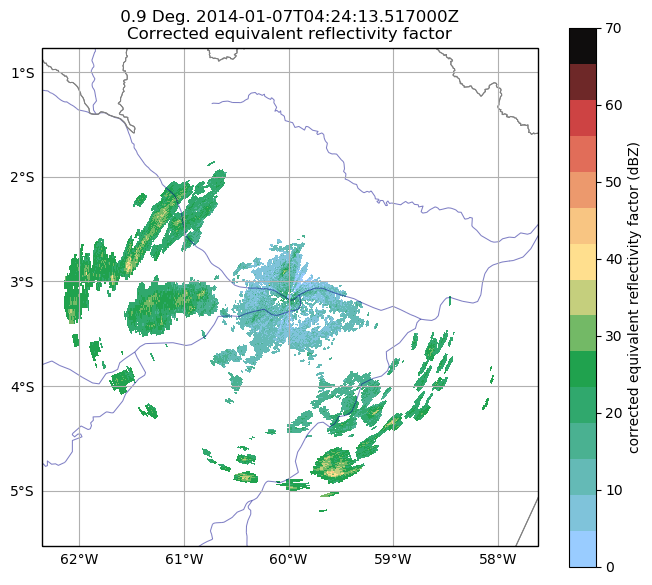 0.9 Deg. 2014-01-07T04:24:13.517000Z
Corrected equivalent reflectivity factor
1°S
2°S
3°S
4°S
5°S
62°W
61°W
60°W
59°W
58°W
70
60
50
40
30
20
10
0
corrected equivalent reflectivity factor (dBZ)